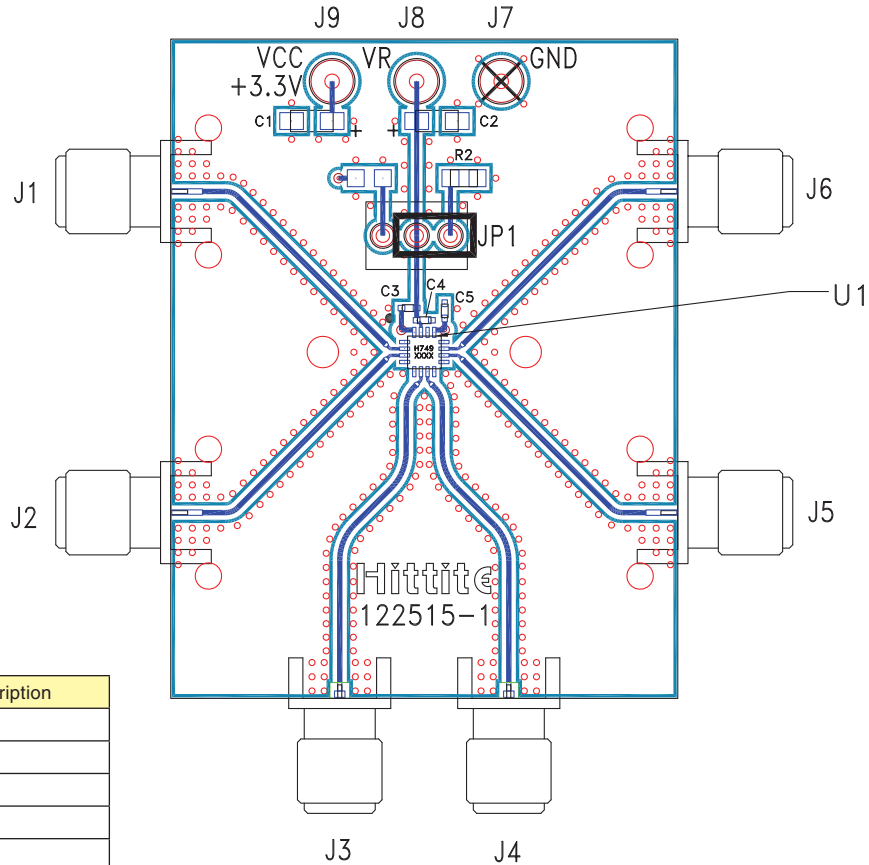 J9 J8 J7
VCC VR GND
+3.3V
C1 + + C2
R2
J1 J6
JP1
C3 C4 C5
U1
H749
XXXX
J2 J5
Hittite
122515-1
ription
J3 J4